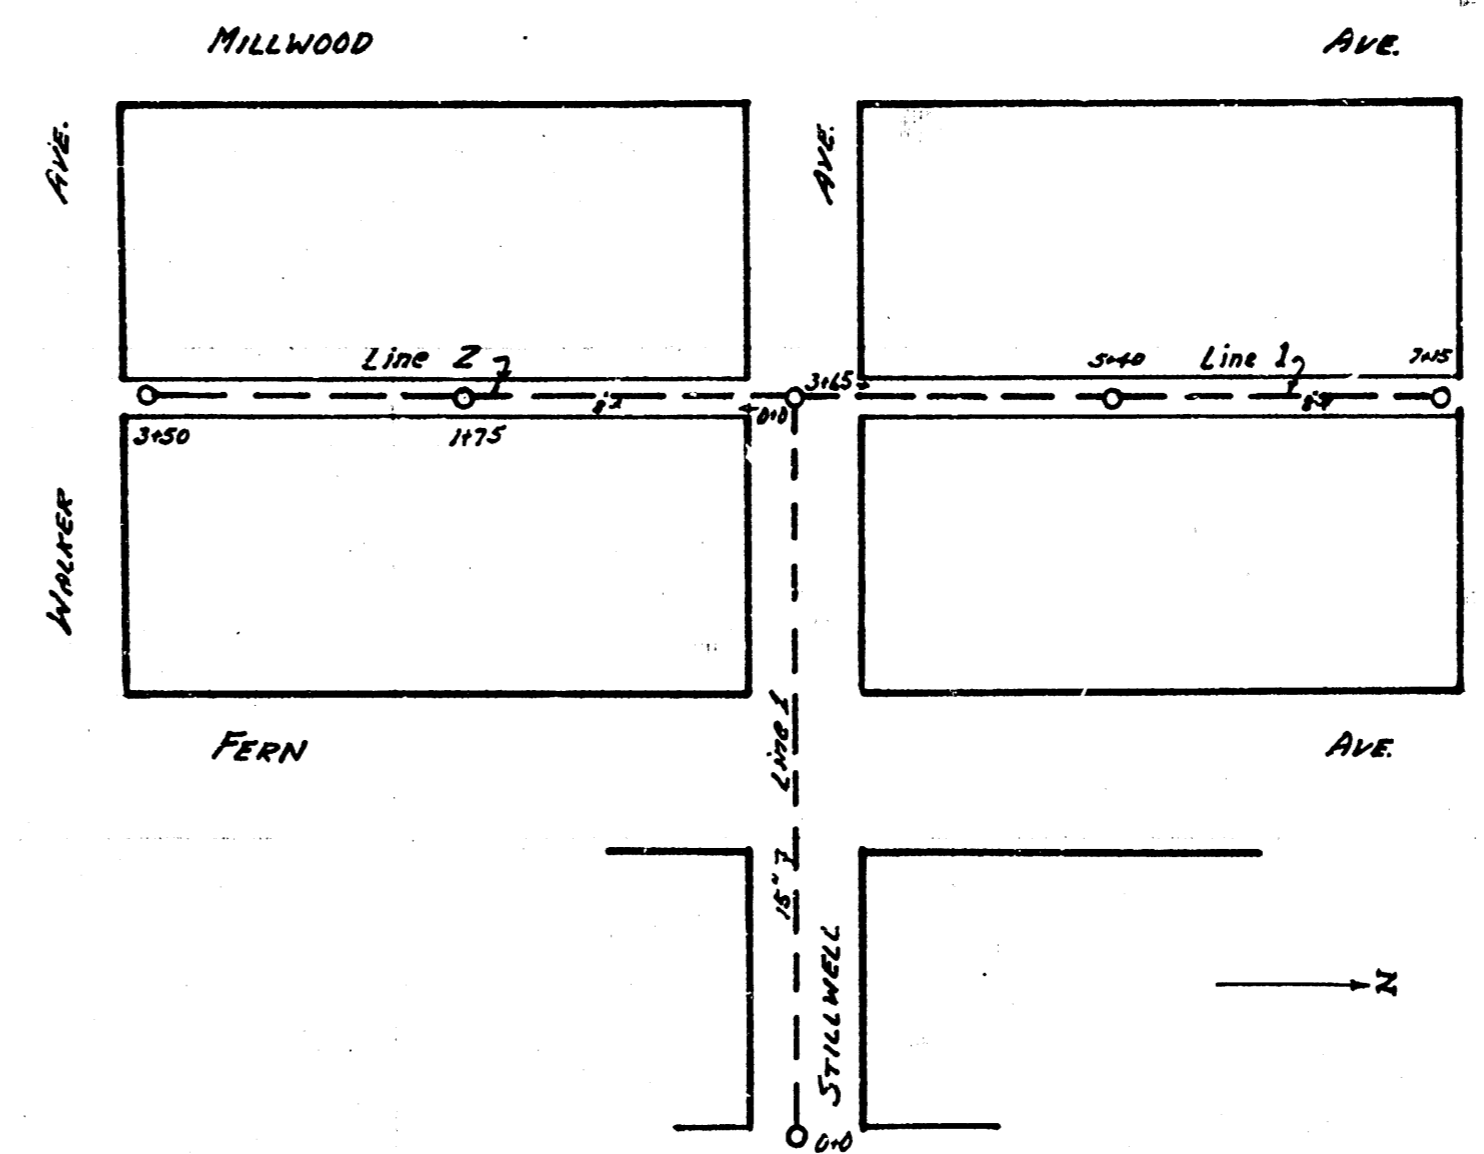 MILLWOOD AVE.
AVE.
AVE.
Line 2
3+65
5+40
Line 1
7+15
0+0
3+50
1+75
WALKER
Line 1
FERN AVE.
15"
STILLWELL
N
0+0